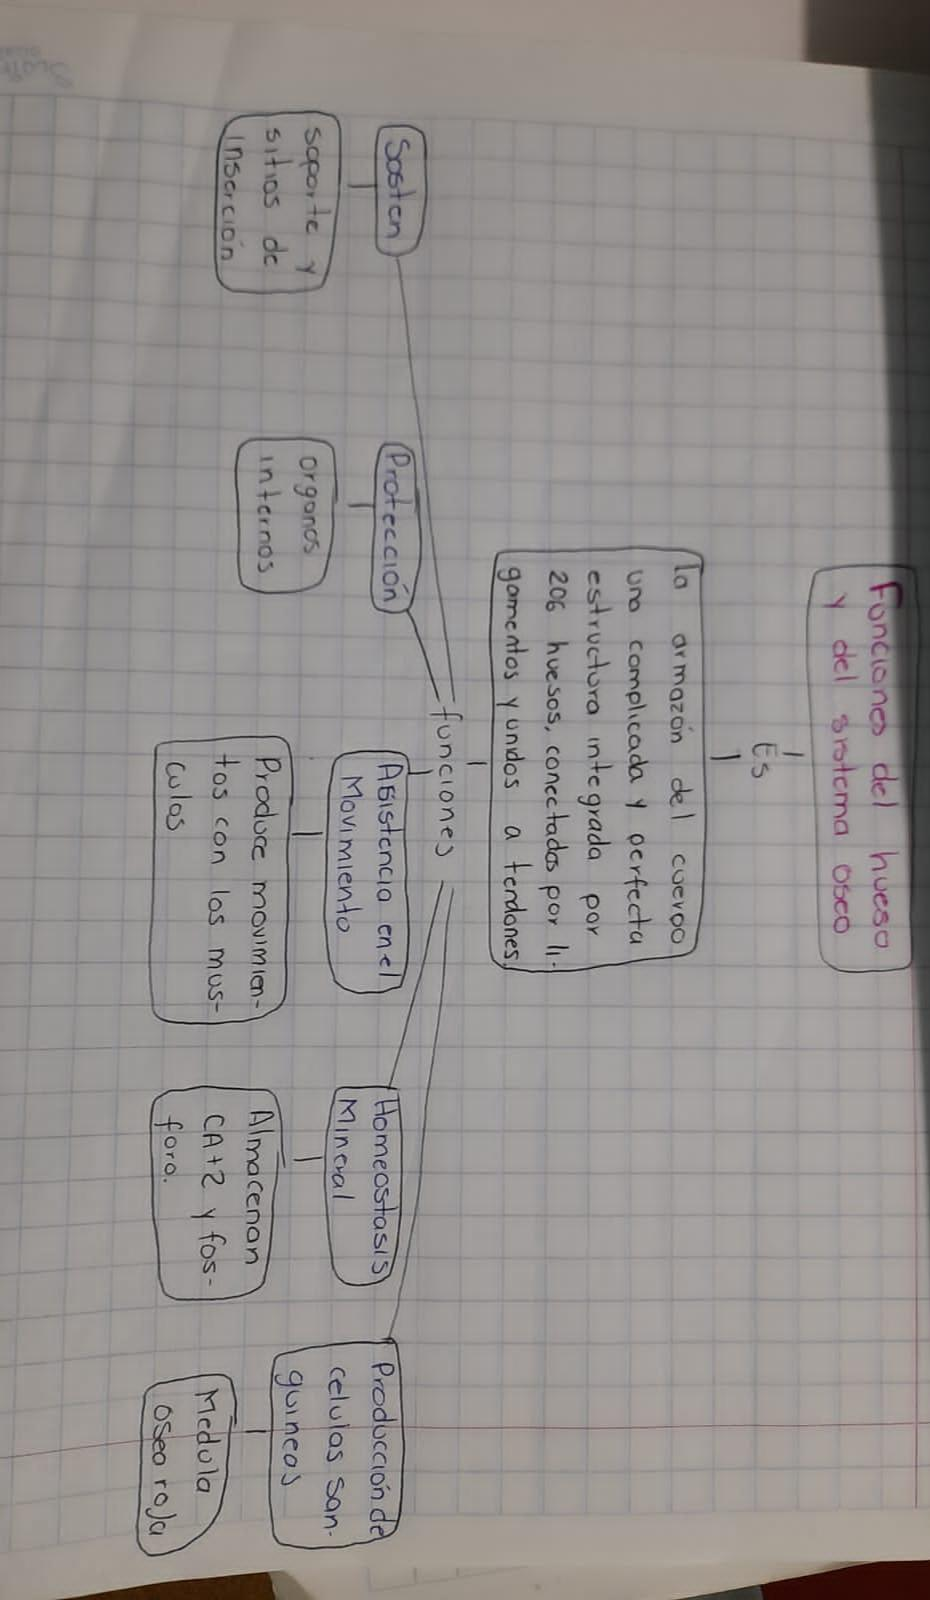 Funciones del hueso
y del sistema oseo
Es
la armazón del cuerpo
una complicada y perfecta
estructura integrada por
206 huesos, conectados por li-
gamentos y unidos a tendones.
funciones
Sosten
soporte y
sitios de
inserción
Protección
organos
internos
Asistencia en el
Movimiento
Produce movimien-
tos con los mus-
culos
Homeostasis
Mineral
Almacenan
CA+2 y fos-
foro.
Producción de
celulas san-
guineas
Medula
osea roja